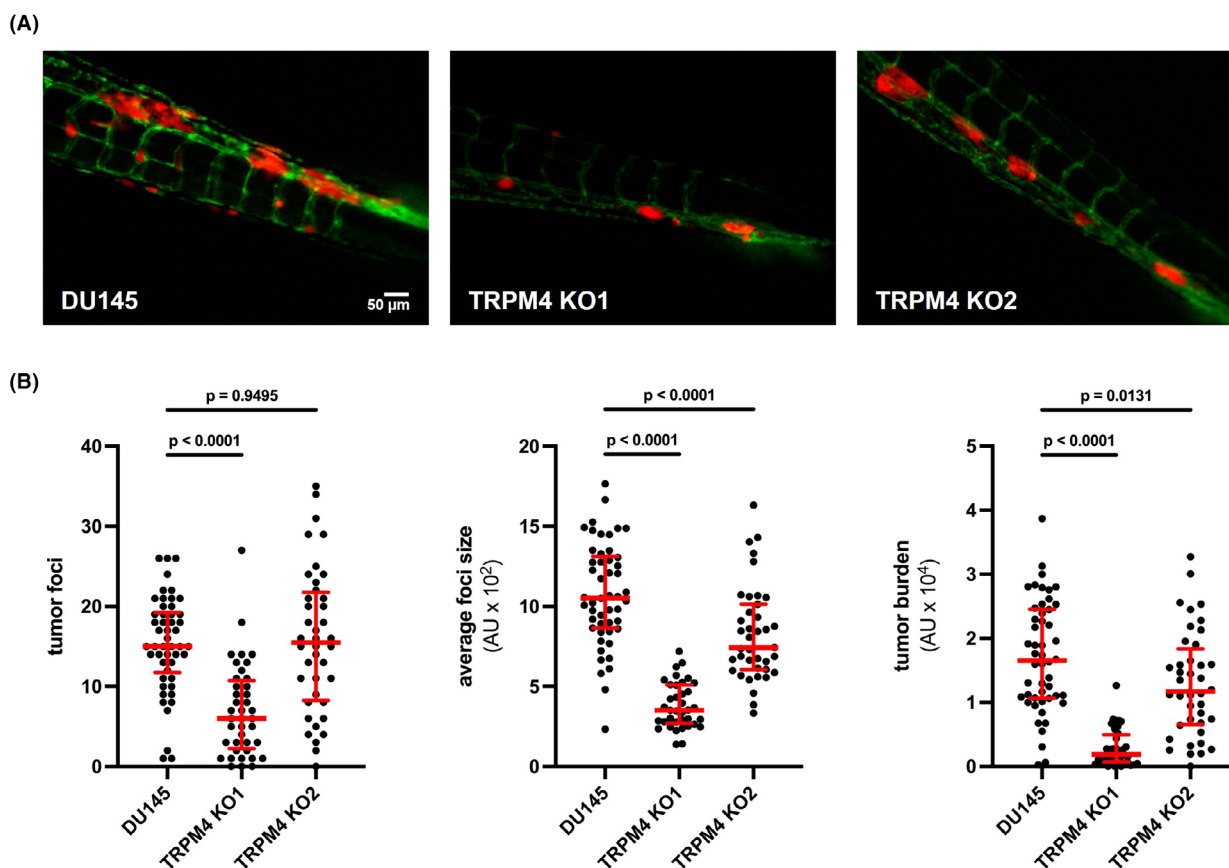 (A)
DU145
50 µm
TRPM4 KO1
TRPM4 KO2
(B)
p = 0.9495
p < 0.0001
tumor foci
40
30
20
10
0
DU145
TRPM4 KO1
TRPM4 KO2
p < 0.0001
p < 0.0001
average foci size
(AU x 10²)
20
15
10
5
0
DU145
TRPM4 KO1
TRPM4 KO2
p = 0.0131
p < 0.0001
tumor burden
(AU x 10⁴)
5
4
3
2
1
0
DU145
TRPM4 KO1
TRPM4 KO2